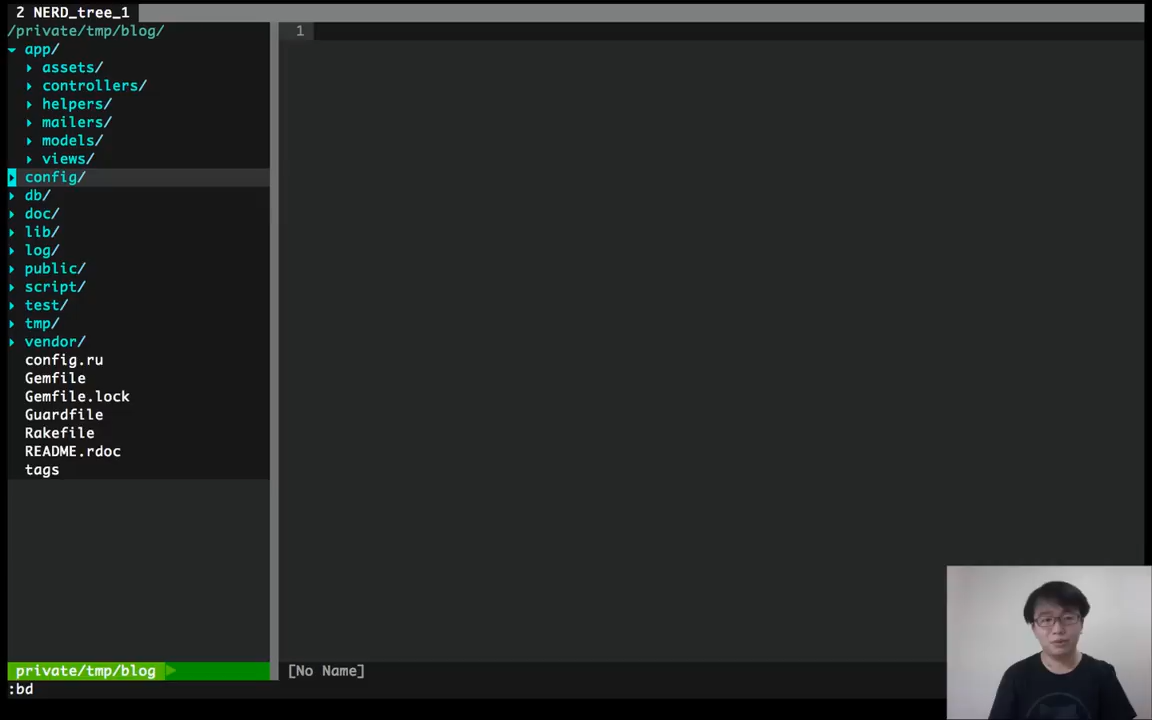 2 NERD_tree_1
/private/tmp/blog/
1
app/
assets/
controllers/
helpers/
mailers/
models/
views/
config/
db/
doc/
lib/
log/
public/
script/
test/
tmp/
vendor/
config.ru
Gemfile
Gemfile.lock
Guardfile
Rakefile
README.rdoc
tags
private/tmp/blog
[No Name]
:bd